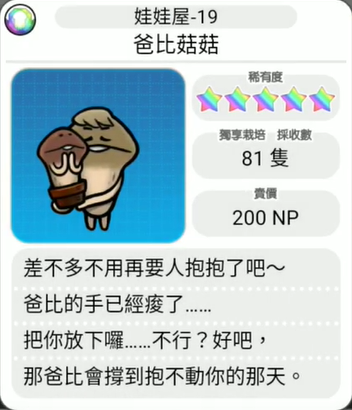 娃娃屋-19
爸比菇菇
稀有度
獨享栽培 採收數
81 隻
賣價
200 NP
差不多不用再要人抱抱了吧～
爸比的手已經痠了……
把你放下囉……不行？好吧，
那爸比會撐到抱不動你的那天。